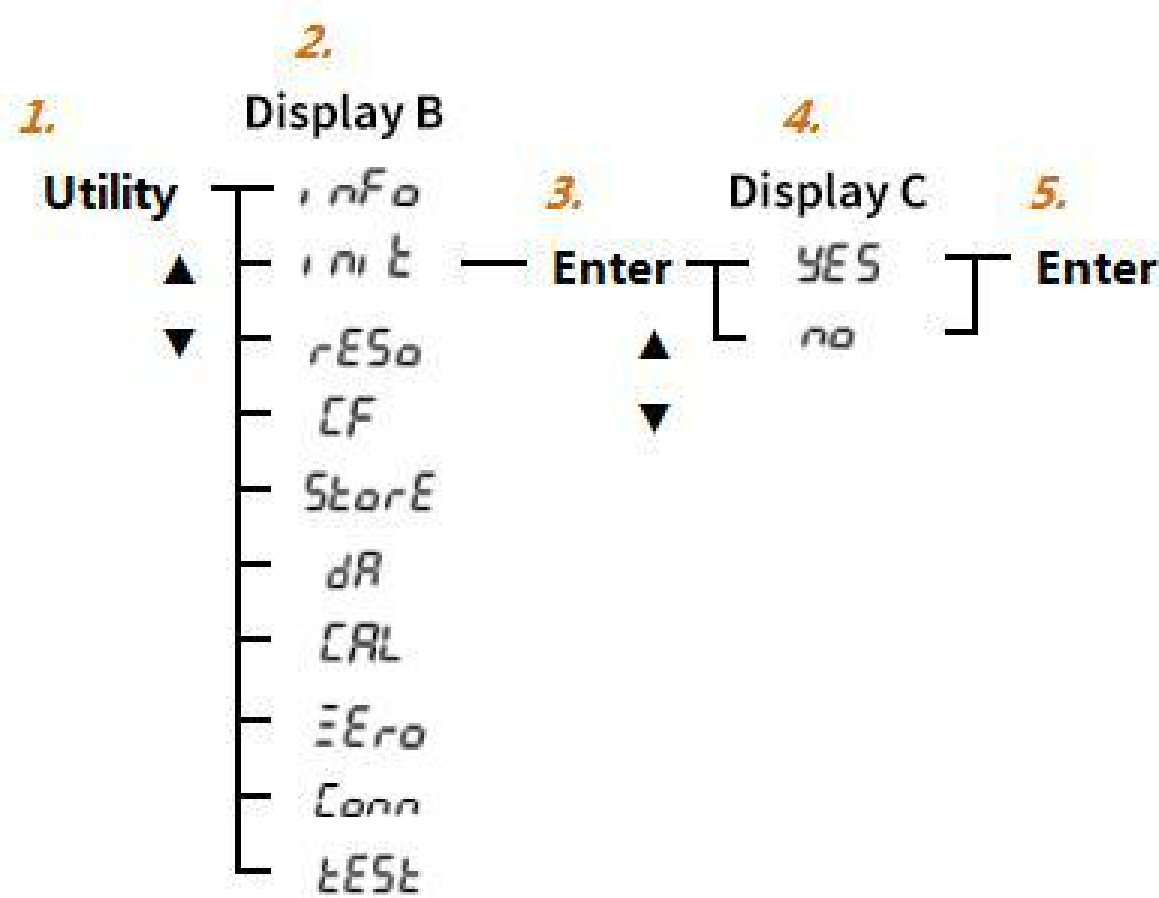 2.
1.
Display B
4.
Utility
inFo
3.
Display C
5.
▲
init
Enter
YES
Enter
▼
rESo
▲
no
CF
▼
StorE
dA
CAL
ZEro
Conn
tESt